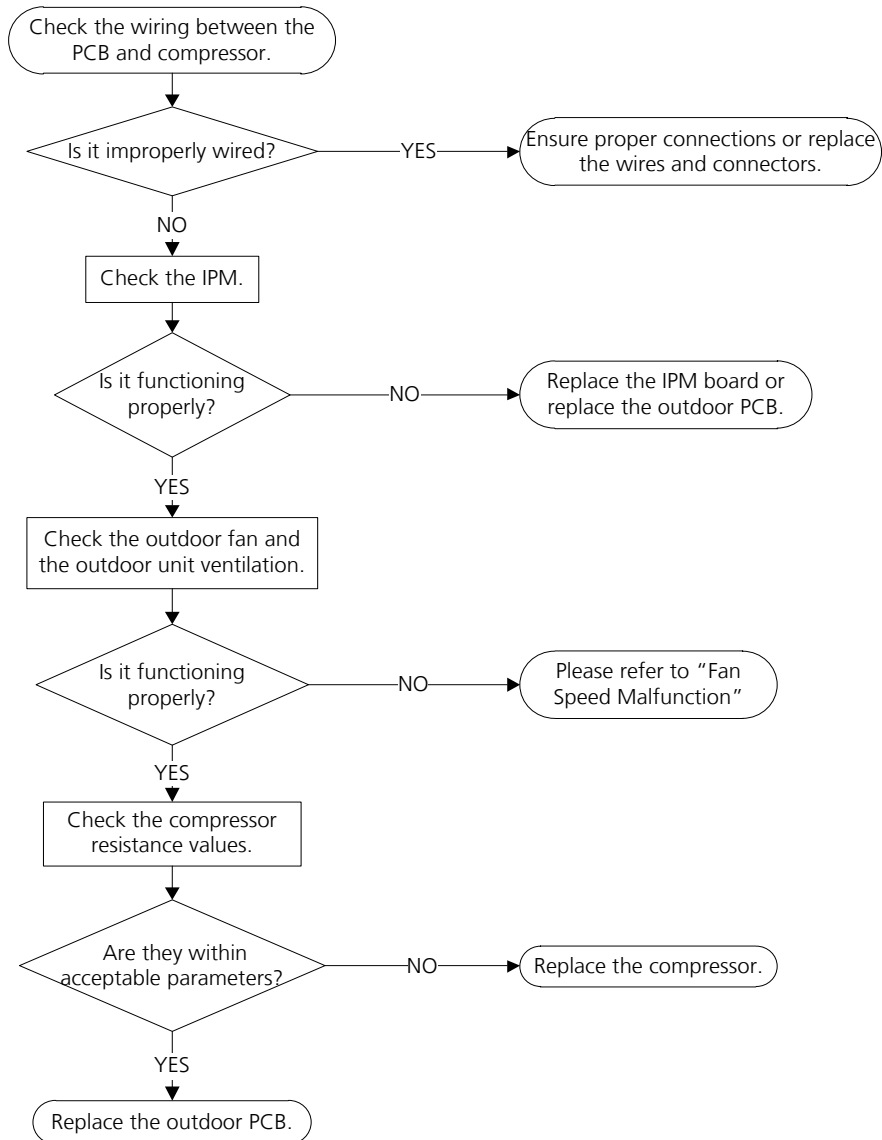 Check the wiring between the
PCB and compressor.
Is it improperly wired?
YES
Ensure proper connections or replace
the wires and connectors.
NO
Check the IPM.
Is it functioning
properly?
NO
Replace the IPM board or
replace the outdoor PCB.
YES
Check the outdoor fan and
the outdoor unit ventilation.
Is it functioning
properly?
NO
Please refer to “Fan
Speed Malfunction”
YES
Check the compressor
resistance values.
Are they within
acceptable parameters?
NO
Replace the compressor.
YES
Replace the outdoor PCB.